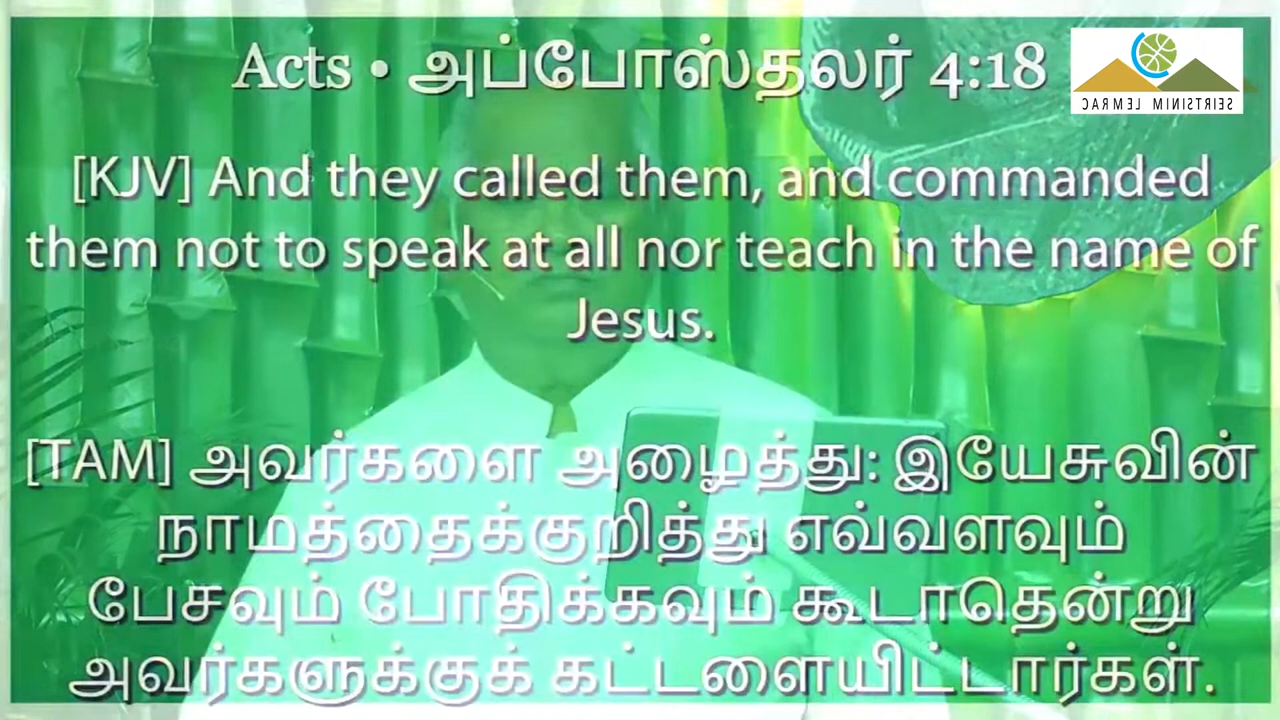 Acts • அப்போஸ்தலர் 4:18
CARMEL MINISTRIES
[KJV] And they called them, and commanded
them not to speak at all nor teach in the name of
Jesus.
[TAM] அவர்களை அழைத்து: இயேசுவின்
நாமத்தைக்குறித்து எவ்வளவும்
பேசவும் போதிக்கவும் கூடாதென்று
அவர்களுக்குக் கட்டளையிட்டார்கள்.